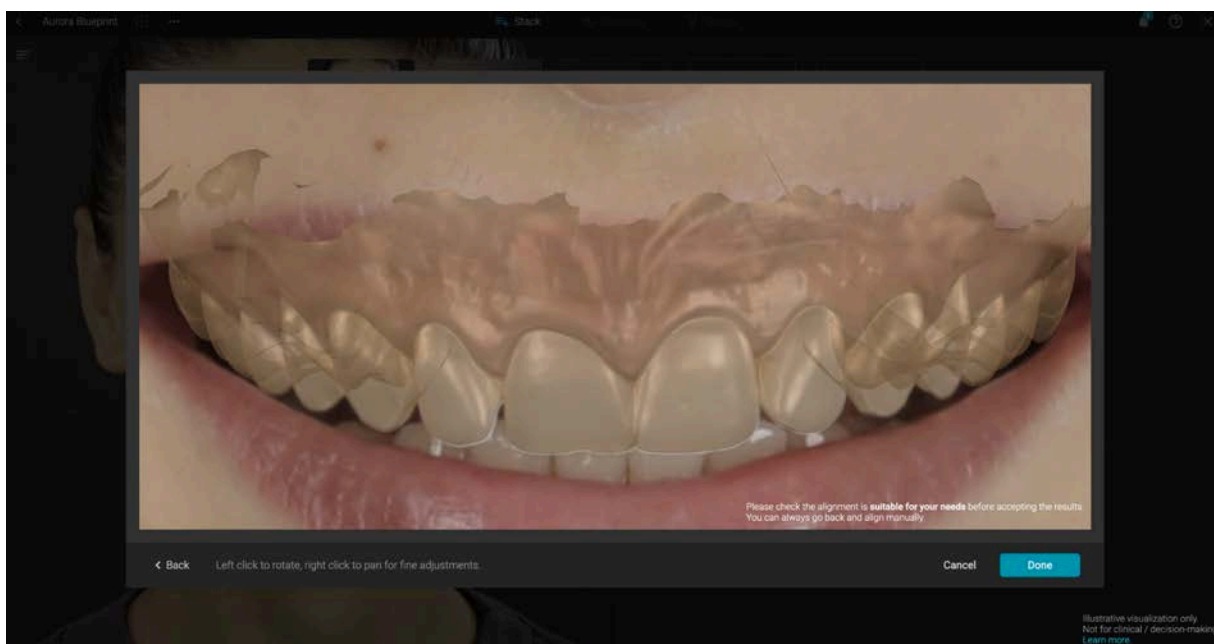 Aurora Blueprint
Stack
Please check the alignment is suitable for your needs before accepting the results.
You can always go back and align manually
Back
Left click to rotate, right click to pan for fine adjustments.
Cancel
Done
Illustrative visualization only
Not for clinical / decision-making
Learn more